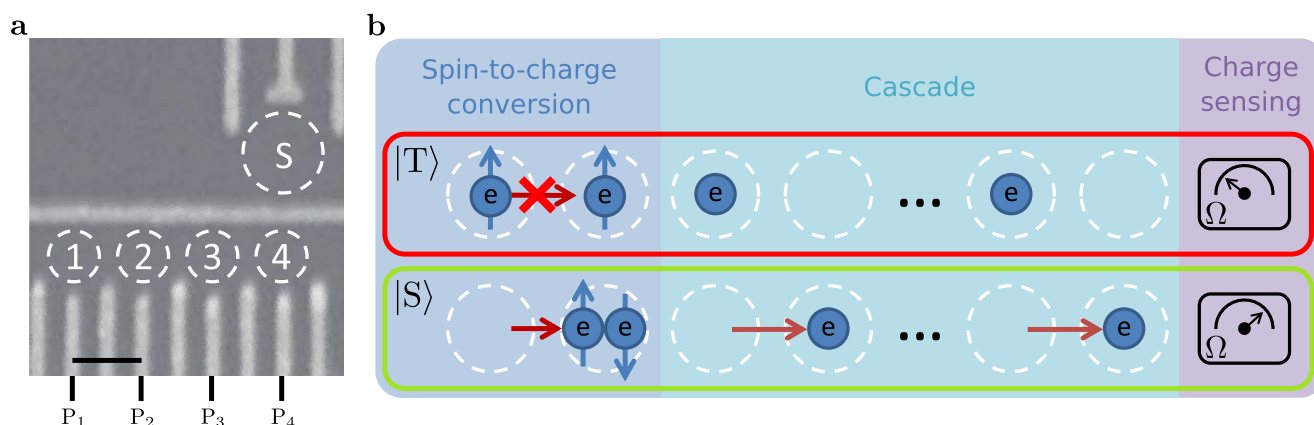 a
S
1 2 3 4
P₁ P₂ P₃ P₄
b
Spin-to-charge
conversion
Cascade
Charge
sensing
|T⟩
e e e ... e
Ω
|S⟩
e e e ... e
Ω